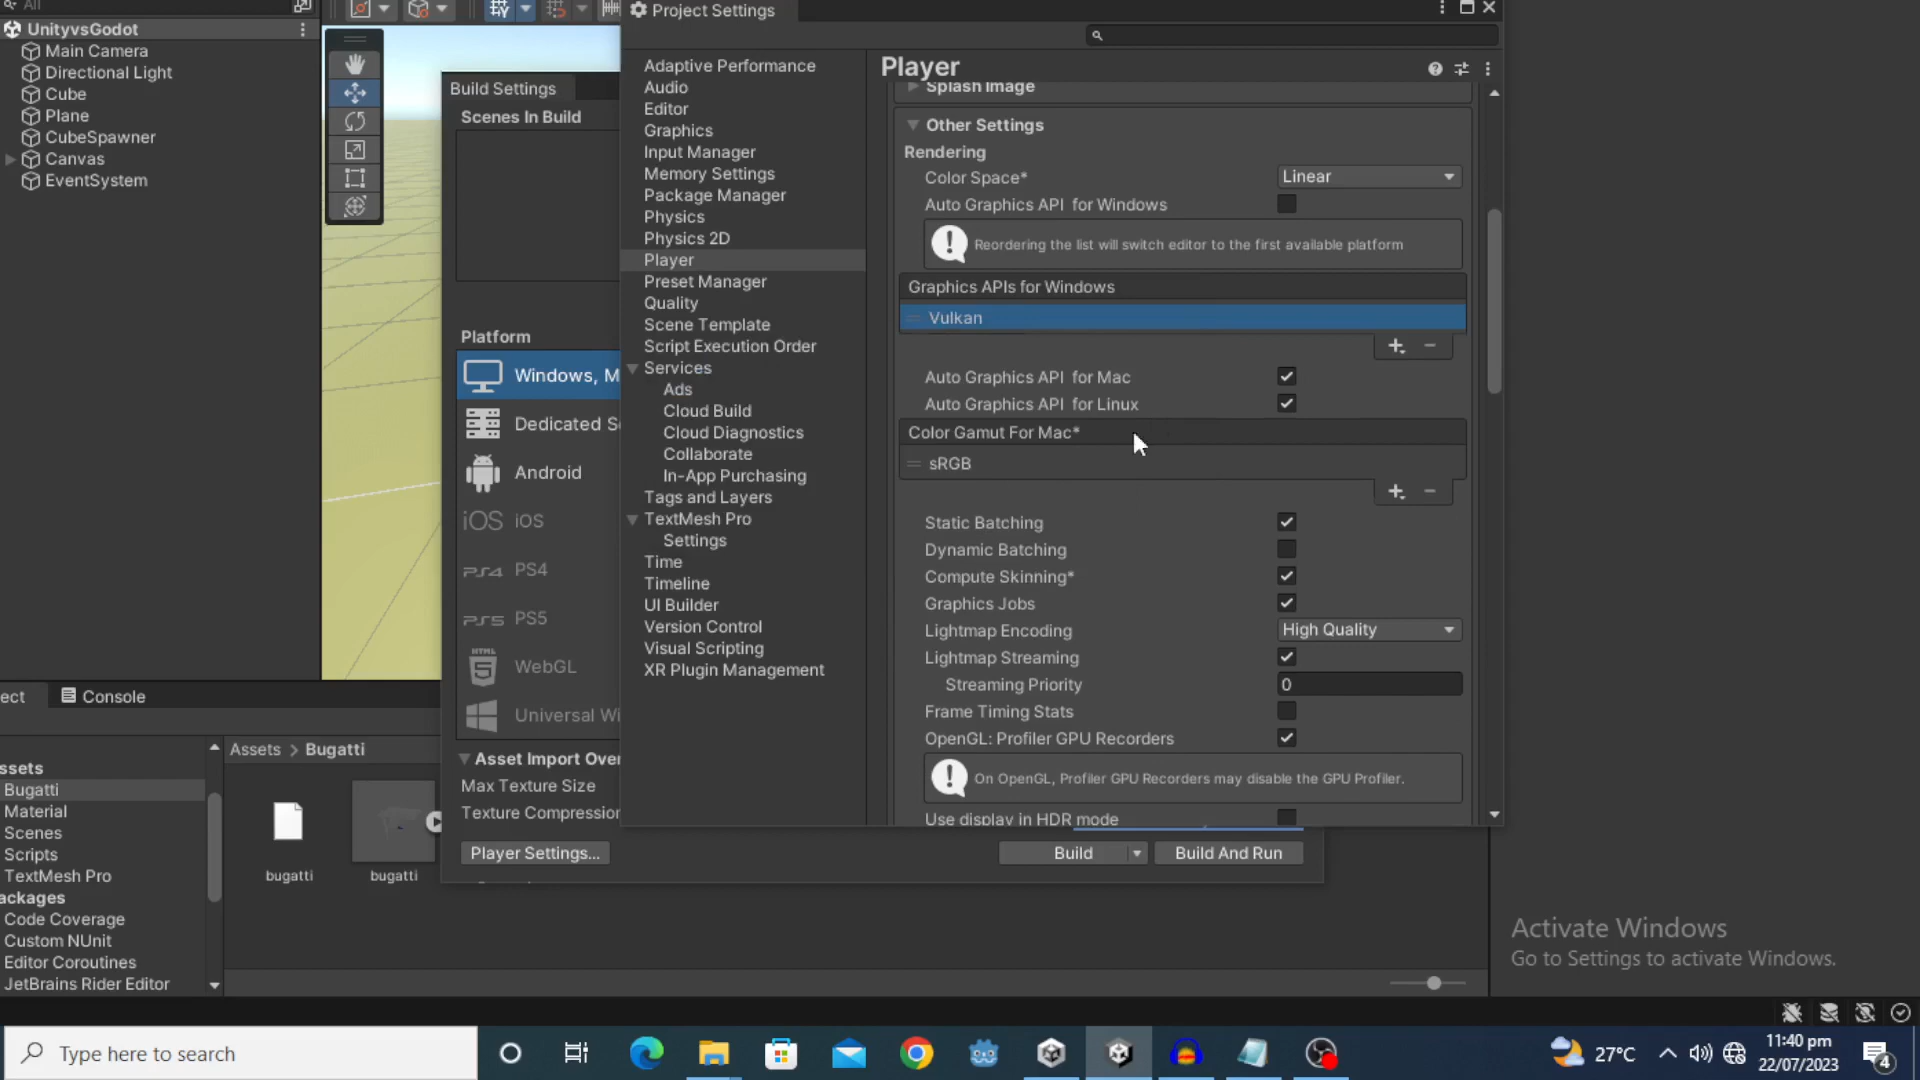 All
UnityvsGodot
Main Camera
Directional Light
Cube
Plane
CubeSpawner
Canvas
EventSystem
Build Settings
Scenes In Build
Platform
Windows, M
Dedicated Se
Android
iOS iOS
PS4 PS4
PS5 PS5
HTML 5 WebGL
Universal Wi
Asset Import Over
Max Texture Size
Texture Compression
Player Settings...
Build
Build And Run
Project Settings
Adaptive Performance
Audio
Editor
Graphics
Input Manager
Memory Settings
Package Manager
Physics
Physics 2D
Player
Preset Manager
Quality
Scene Template
Script Execution Order
Services
Ads
Cloud Build
Cloud Diagnostics
Collaborate
In-App Purchasing
Tags and Layers
TextMesh Pro
Settings
Time
Timeline
UI Builder
Version Control
Visual Scripting
XR Plugin Management
Player
Splash Image
Other Settings
Rendering
Color Space* Linear
Auto Graphics API for Windows
Reordering the list will switch editor to the first available platform
Graphics APIs for Windows
Vulkan
Auto Graphics API for Mac
Auto Graphics API for Linux
Color Gamut For Mac*
sRGB
Static Batching
Dynamic Batching
Compute Skinning*
Graphics Jobs
Lightmap Encoding High Quality
Lightmap Streaming
Streaming Priority 0
Frame Timing Stats
OpenGL: Profiler GPU Recorders
On OpenGL, Profiler GPU Recorders may disable the GPU Profiler.
Use display in HDR mode
ect
Console
Assets > Bugatti
ssets
Bugatti
Material
Scenes
Scripts
TextMesh Pro
ackages
Code Coverage
Custom NUnit
Editor Coroutines
JetBrains Rider Editor
bugatti
bugatti
Activate Windows
Go to Settings to activate Windows.
Type here to search
27°C
11:40 pm
22/07/2023
4